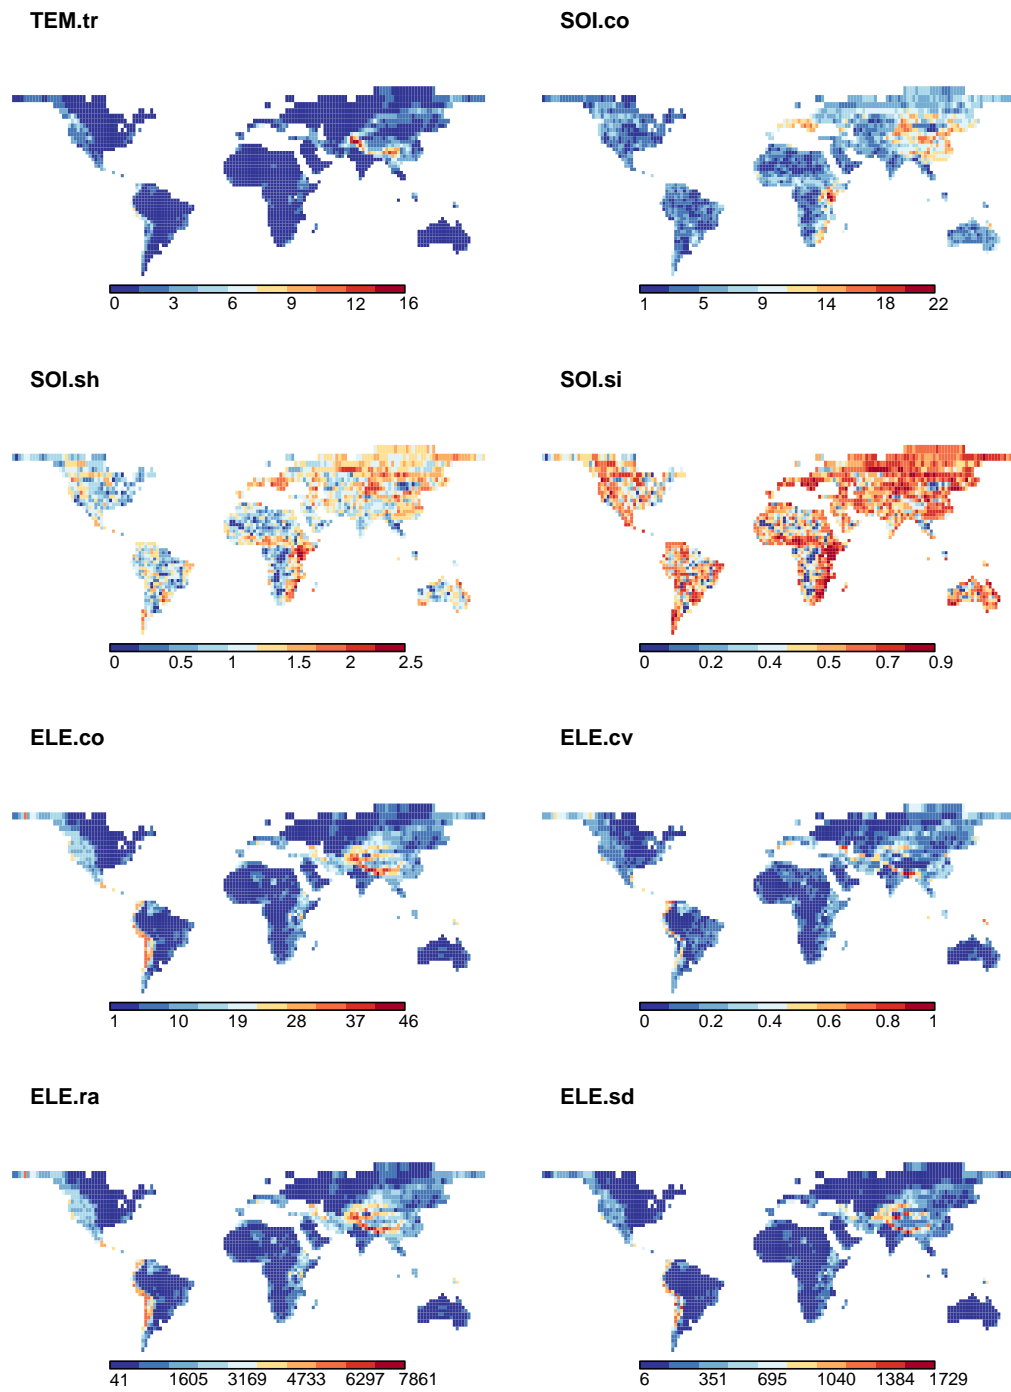 TEM.tr
SOI.co
0 3 6 9 12 16
1 5 9 14 18 22
SOI.sh
SOI.si
0 0.5 1 1.5 2 2.5
0 0.2 0.4 0.5 0.7 0.9
ELE.co
ELE.cv
1 10 19 28 37 46
0 0.2 0.4 0.6 0.8 1
ELE.ra
ELE.sd
41 1605 3169 4733 6297 7861
6 351 695 1040 1384 1729